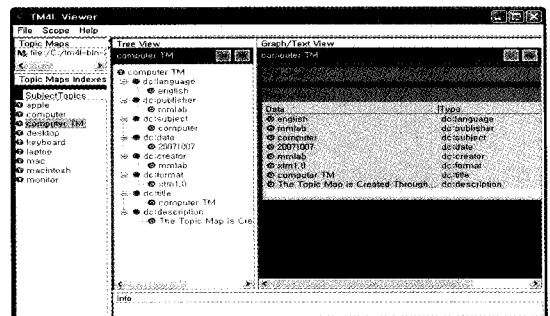 TM4L Viewer
File Scope Help
Topic Maps
Topic Maps Indexes
SubjectTopics
apple
computer
computer TM
desktop
keyboard
laptop
mac
macintosh
monitor
Tree View
computer TM
computer TM
dc:language
english
dc:publisher
mmlab
dc:subject
computer
dc:date
20071007
dc:creator
mmlab
dc:format
xtm1.0
dc:title
computer TM
dc:description
The Topic Map is Cre
Graph/Text View
computer TM
Data Type
english dc:language
mmlab dc:publisher
computer dc:subject
20071007 dc:date
mmlab dc:creator
xtm1.0 dc:format
computer TM dc:title
The Topic Map is Created Through... dc:description
Info